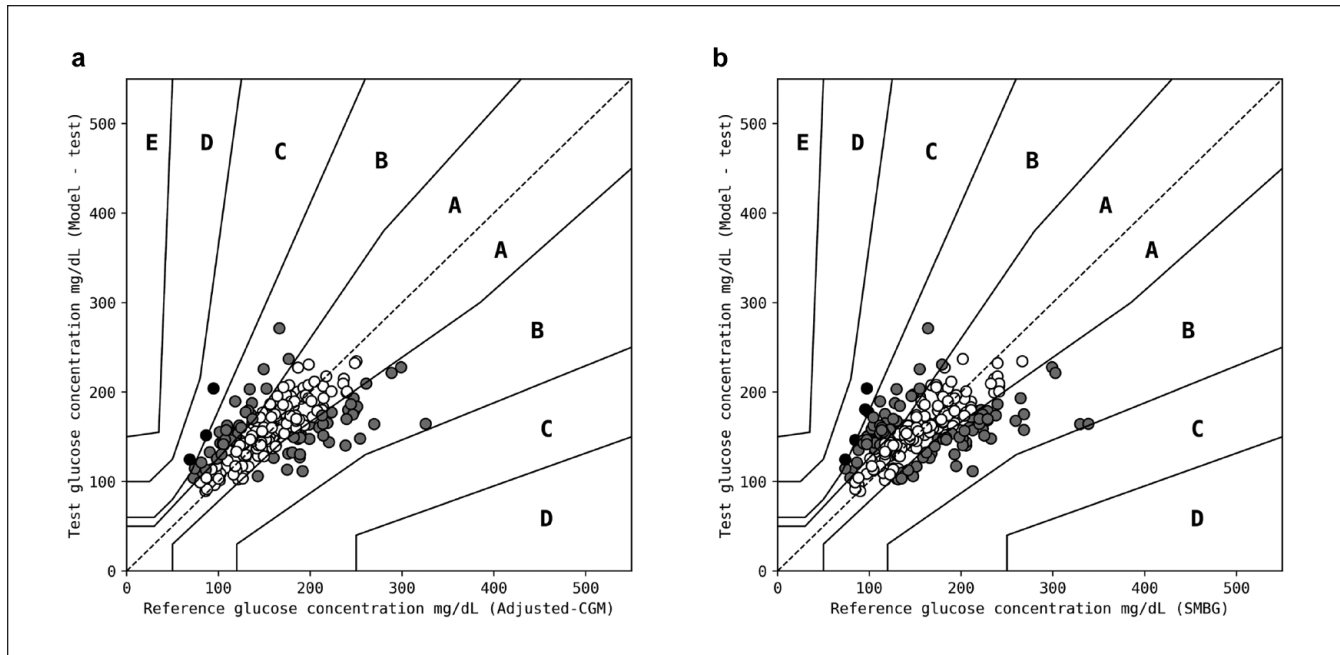 a
b
E
D
C
B
A
A
B
C
D
500
400
300
200
100
0
0
100
200
300
400
500
Test glucose concentration mg/dL (Model - test)
Reference glucose concentration mg/dL (Adjusted-CGM)
E
D
C
B
A
A
B
C
D
500
400
300
200
100
0
0
100
200
300
400
500
Test glucose concentration mg/dL (Model - test)
Reference glucose concentration mg/dL (SMBG)